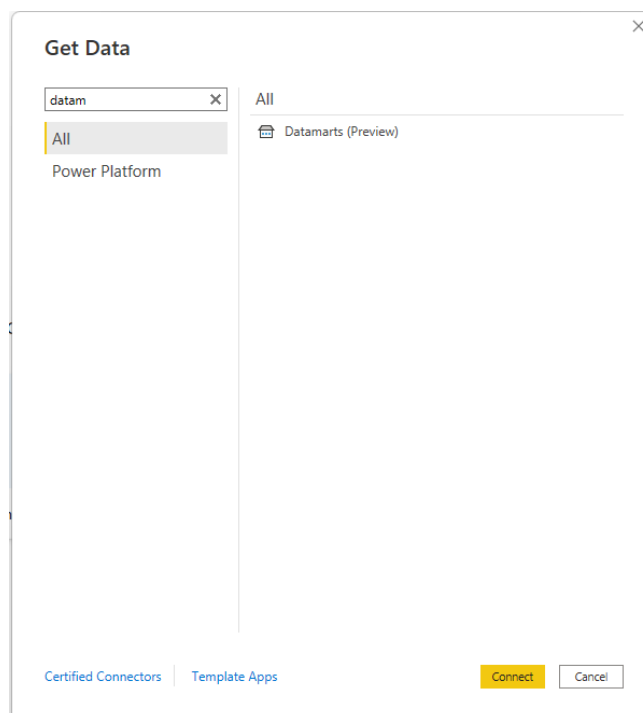 Get Data
datam
All
Power Platform
All
Datamarts (Preview)
Certified Connectors
Template Apps
Connect
Cancel